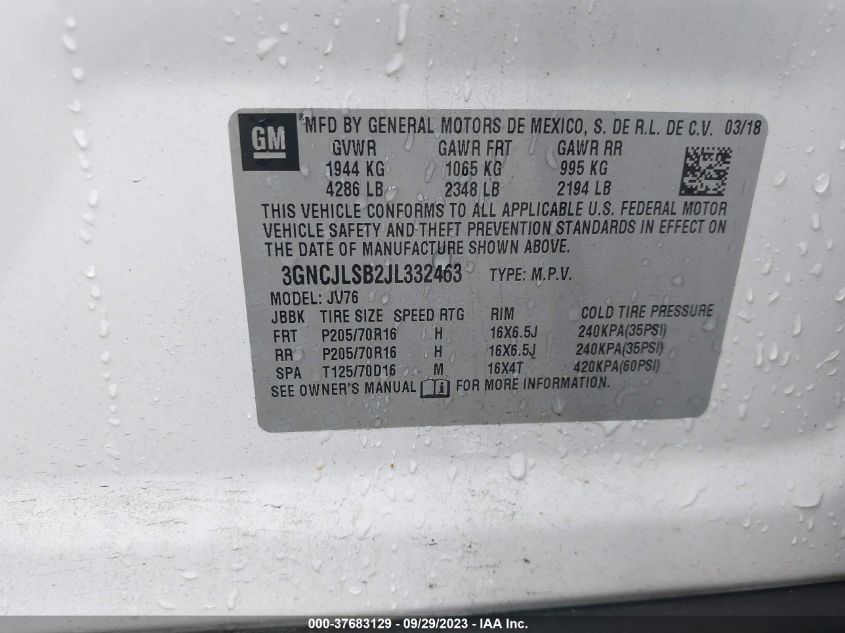 GM ® MFD BY GENERAL MOTORS DE MEXICO, S. DE R.L. DE C.V. 03/18
GVWR GAWR FRT GAWR RR
1944 KG 1065 KG 995 KG
4286 LB 2348 LB 2194 LB
THIS VEHICLE CONFORMS TO ALL APPLICABLE U.S. FEDERAL MOTOR
VEHICLE SAFETY AND THEFT PREVENTION STANDARDS IN EFFECT ON
THE DATE OF MANUFACTURE SHOWN ABOVE.
3GNCJLSB2JL332463 TYPE: M.P.V.
MODEL: JV76
JBBK TIRE SIZE SPEED RTG RIM COLD TIRE PRESSURE
FRT P205/70R16 H 16X6.5J 240KPA(35PSI)
RR P205/70R16 H 16X6.5J 240KPA(35PSI)
SPA T125/70D16 M 16X4T 420KPA(60PSI)
SEE OWNER'S MANUAL FOR MORE INFORMATION.
000-37683129 - 09/29/2023 - IAA Inc.